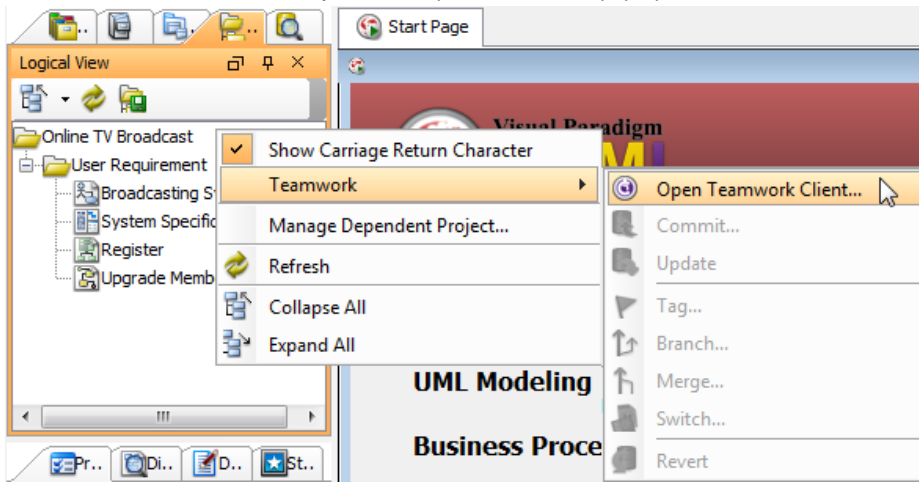 Start Page
Logical View
Visual Paradigm
Online TV Broadcast
User Requirement
Broadcasting S
System Specific
Register
Upgrade Memb
Show Carriage Return Character
Teamwork
Manage Dependent Project...
Refresh
Collapse All
Expand All
Open Teamwork Client...
Commit...
Update
Tag...
Branch...
Merge...
Switch...
Revert
UML Modeling
Business Proce
Pr..
Di..
D..
St..